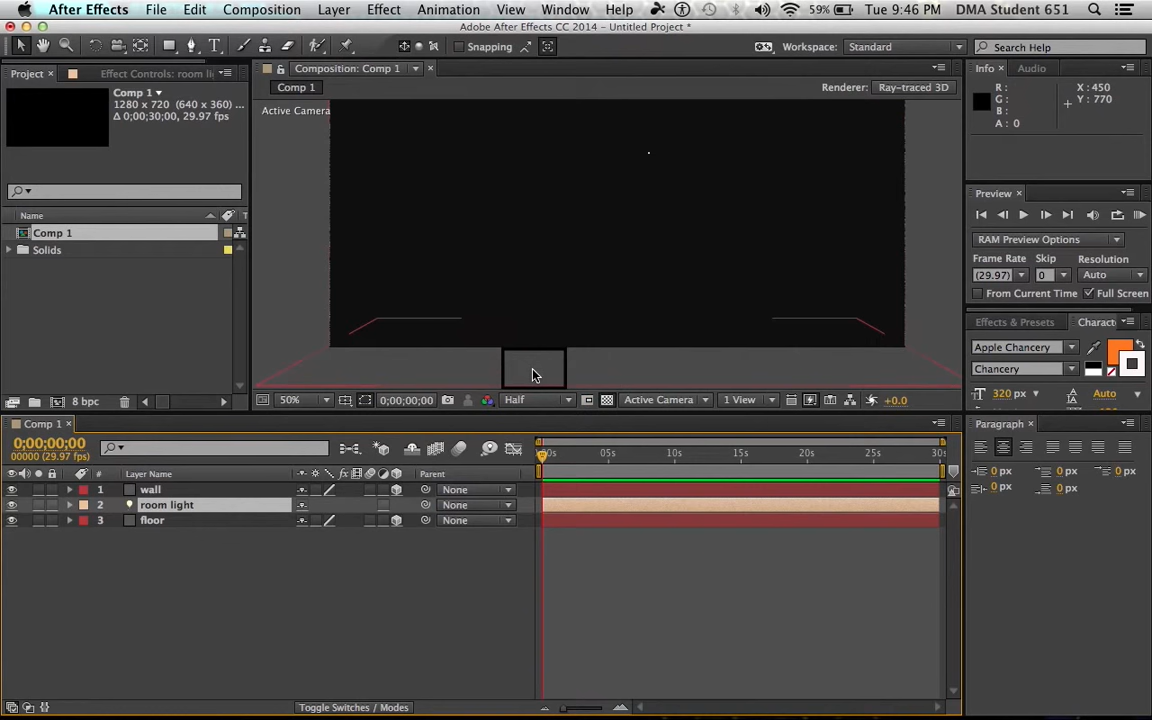 After Effects File Edit Composition Layer Effect Animation View Window Help 59% Tue 9:46 PM DMA Student 651
Adobe After Effects CC 2014 - Untitled Project *
T Snapping Workspace: Standard Search Help
Project × Effect Controls: room li Composition: Comp 1 Info × Audio
Comp 1 Comp 1 Renderer: Ray-traced 3D
1280 x 720 (640 x 360) ...
Δ 0;00;30;00, 29.97 fps
Active Camera
R: X: 450
G: Y: 770
B:
A: 0
Preview ×
Name T
Comp 1
Solids
RAM Preview Options
Frame Rate Skip Resolution
(29.97) 0 Auto
From Current Time Full Screen
Effects & Presets Charact
Apple Chancery
Chancery
320 px Auto
8 bpc 50% 0;00;00;00 Half Active Camera 1 View +0.0
Comp 1 × Paragraph ×
0;00;00;00
00000 (29.97 fps)
:00s 05s 10s 15s 20s 25s 30s
# Layer Name fx Parent
0 px 0 px 0 px
0 px 0 px
1 wall None
2 room light None
3 floor None
Toggle Switches / Modes